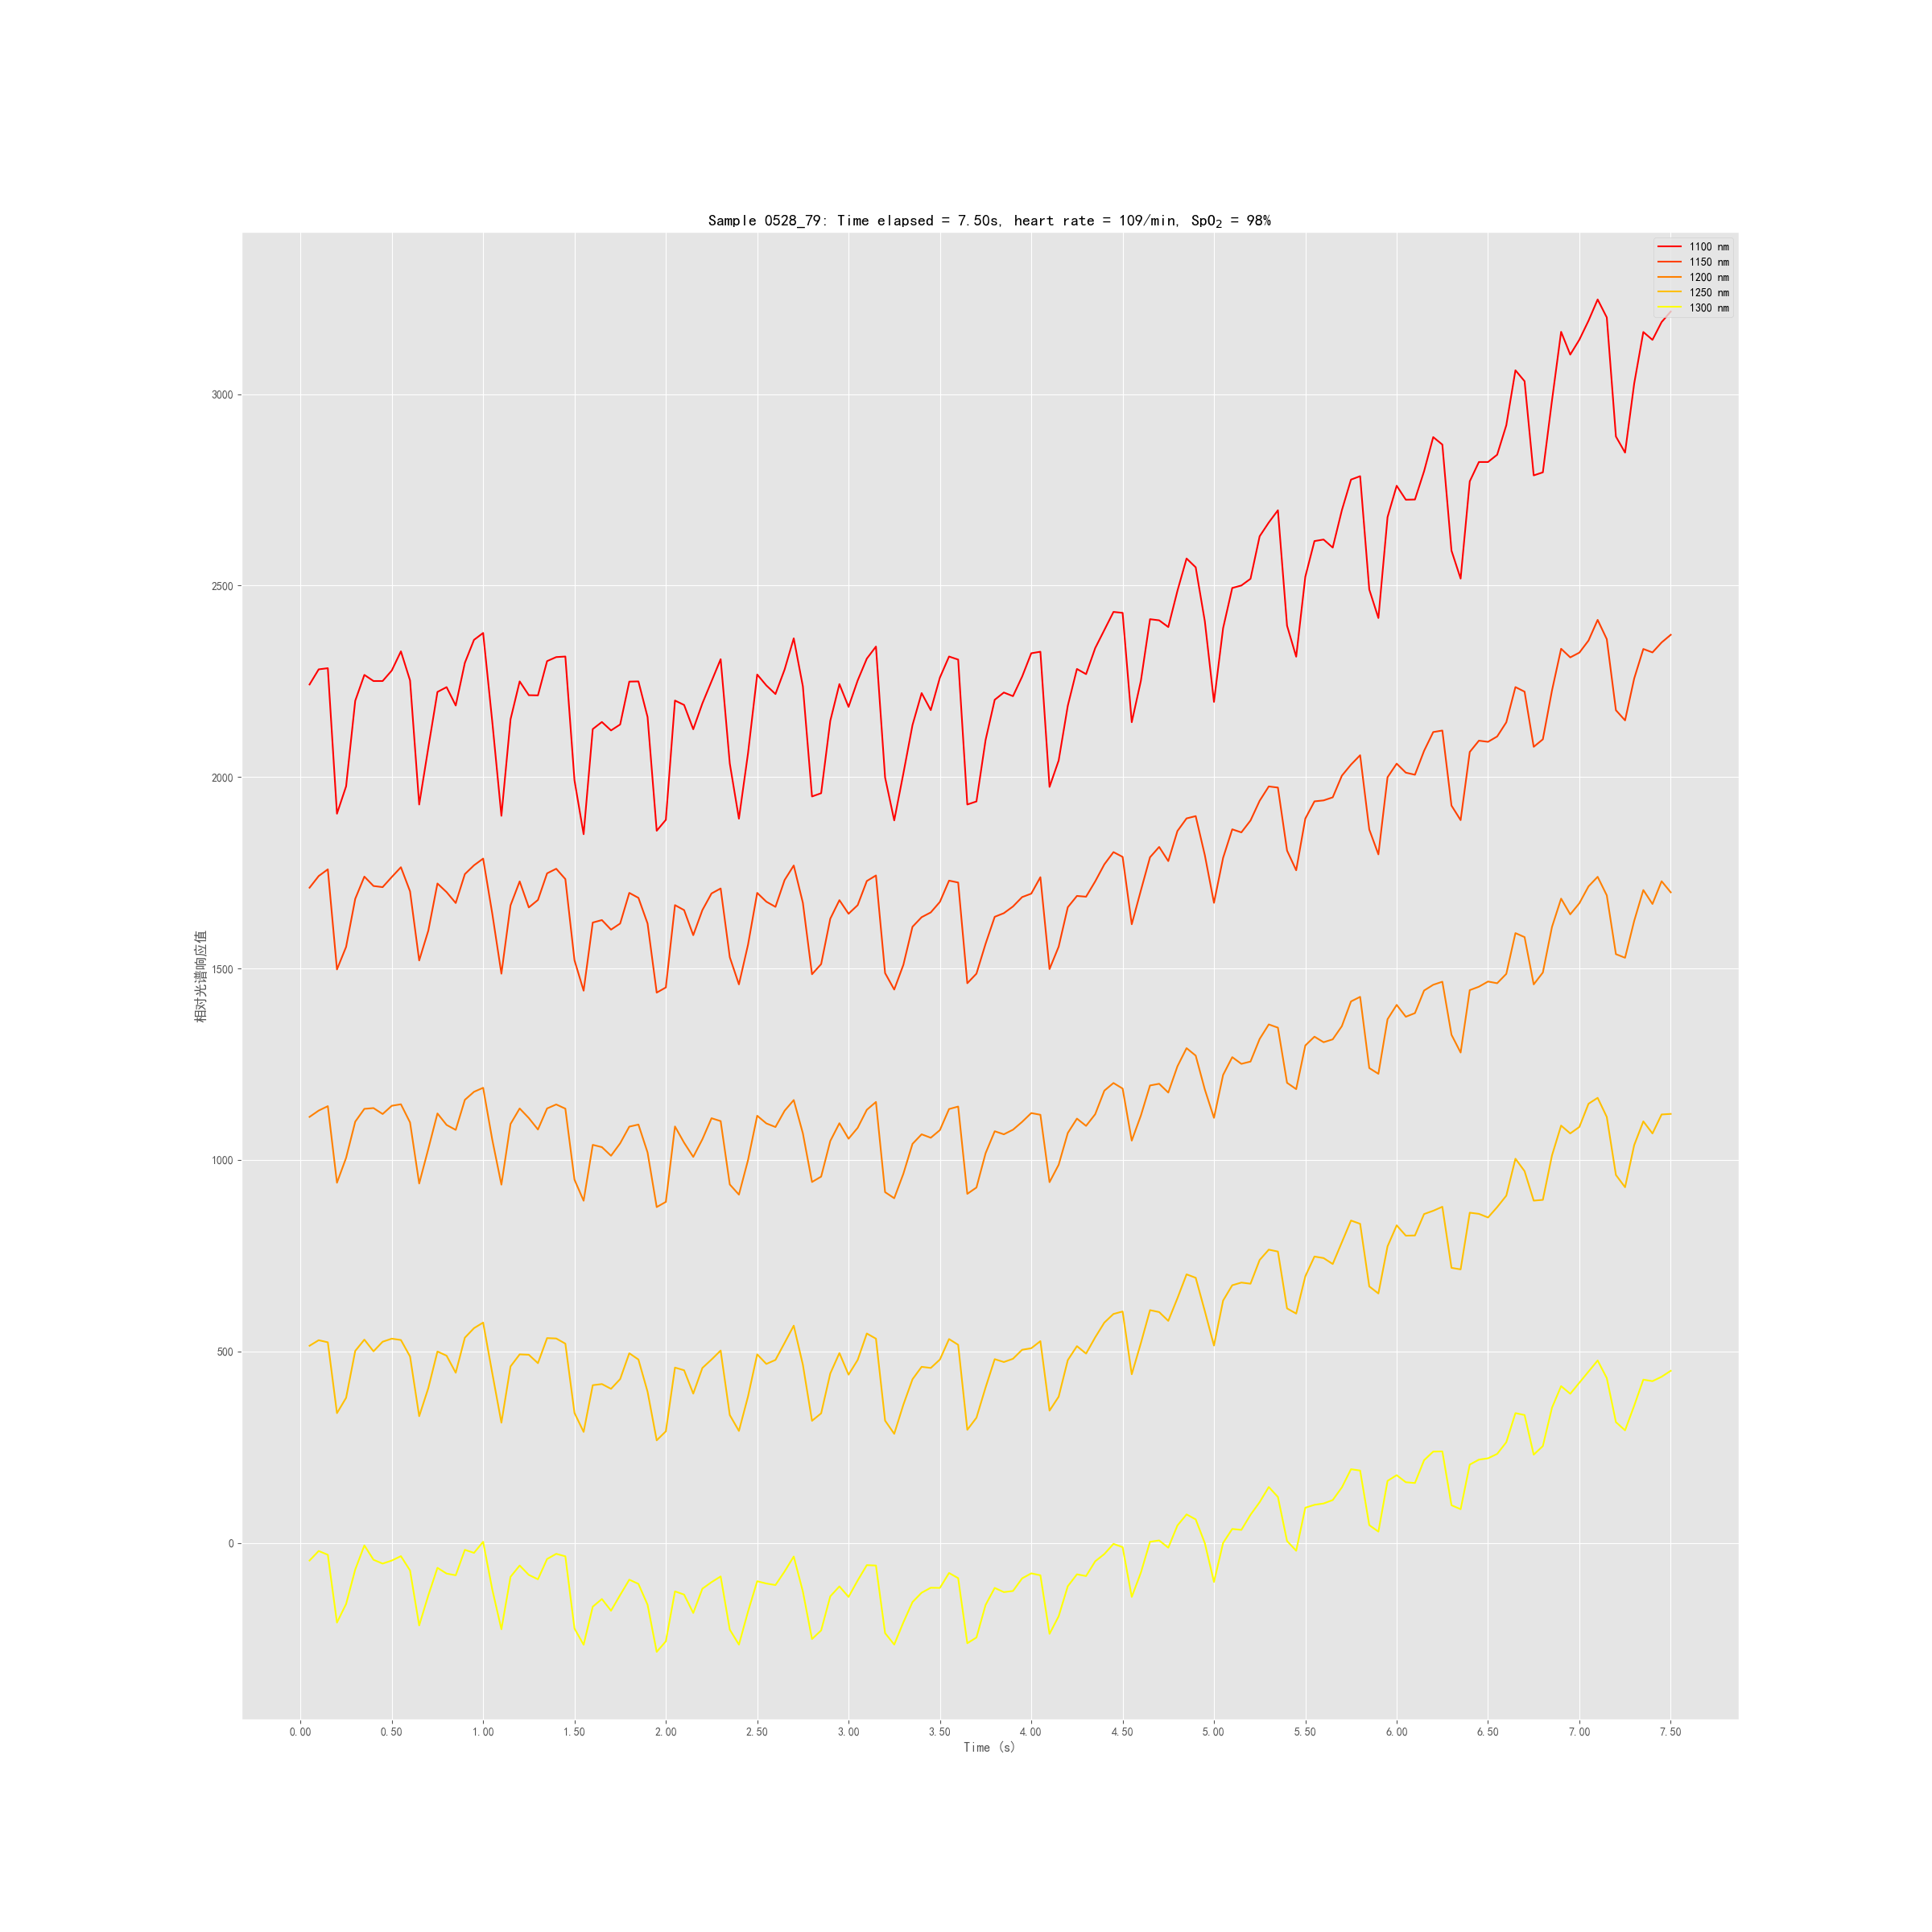 Sample 0528_79: Time elapsed = 7.50s, heart rate = 109/min, SpO₂ = 98%
1100 nm
1150 nm
1200 nm
1250 nm
1300 nm
3000
2500
2000
1500
1000
500
0
相对光谱响应值
0.00 0.50 1.00 1.50 2.00 2.50 3.00 3.50 4.00 4.50 5.00 5.50 6.00 6.50 7.00 7.50
Time (s)